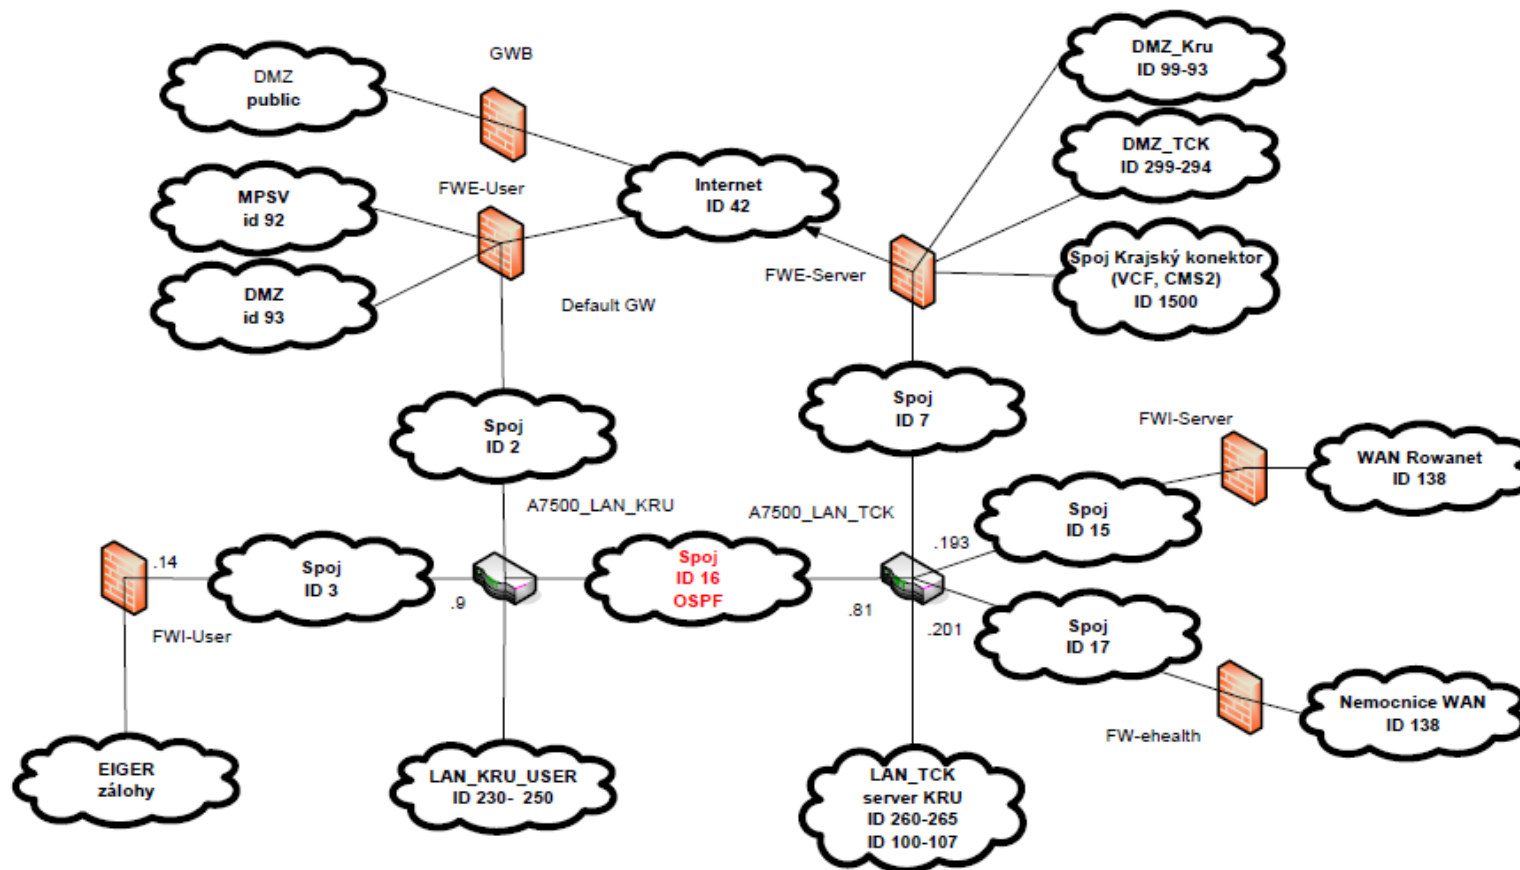 GWB
DMZ
public
DMZ_Kru
ID 99-93
DMZ_TCK
ID 299-294
FWE-User
MPSV
id 92
Internet
ID 42
Spoj Krajský konektor
(VCF, CMS2)
ID 1500
FWE-Server
DMZ
id 93
Default GW
Spoj
ID 2
Spoj
ID 7
FWI-Server
WAN Rowanet
ID 138
A7500_LAN_KRU
A7500_LAN_TCK
Spoj
ID 15
.193
.14
Spoj
ID 3
.9
Spoj
ID 16
OSPF
.81
.201
FWI-User
Spoj
ID 17
Nemocnice WAN
ID 138
FW-ehealth
EIGER
zálohy
LAN_KRU_USER
ID 230- 250
LAN_TCK
server KRU
ID 260-265
ID 100-107